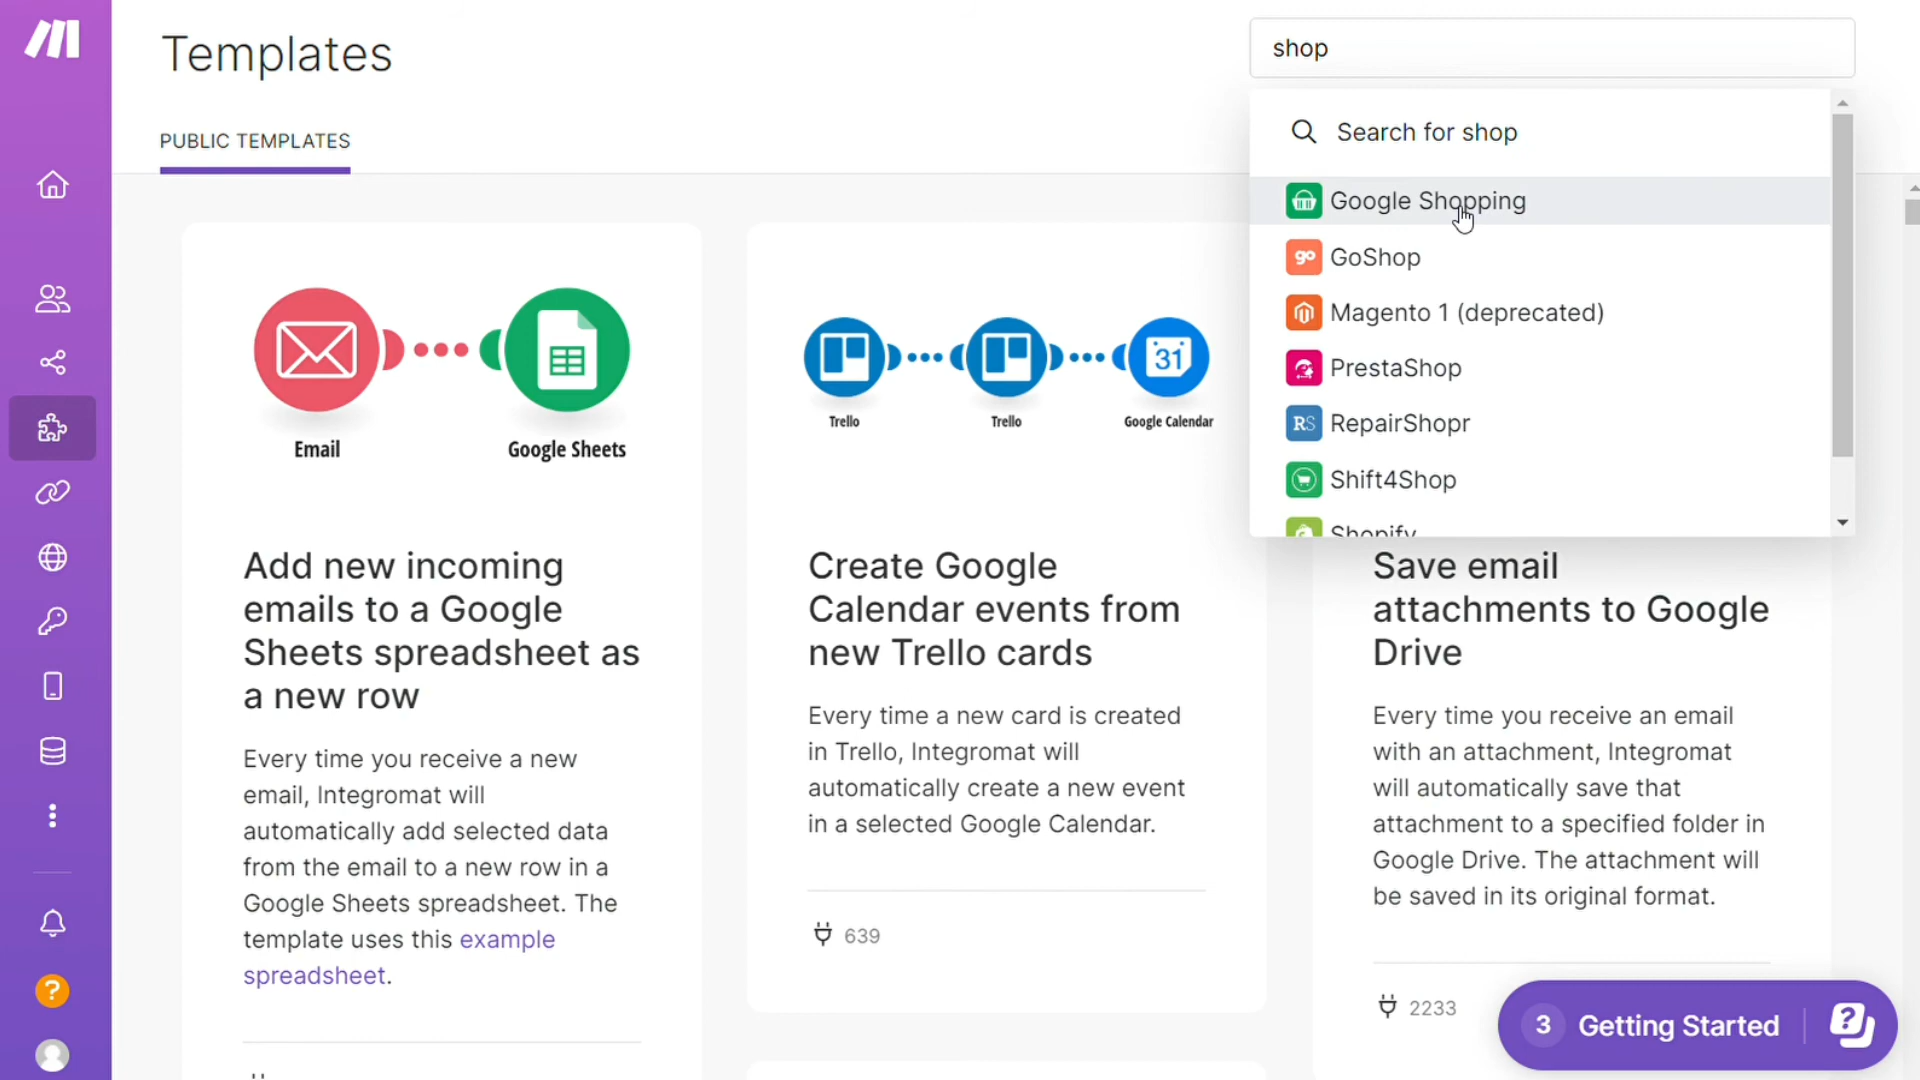 Templates
shop
PUBLIC TEMPLATES
Search for shop
Google Shopping
GoShop
Magento 1 (deprecated)
PrestaShop
RepairShopr
Shift4Shop
Shopify
Email
Google Sheets
Add new incoming
emails to a Google
Sheets spreadsheet as
a new row
Every time you receive a new
email, Integromat will
automatically add selected data
from the email to a new row in a
Google Sheets spreadsheet. The
template uses this example
spreadsheet.
Trello
Trello
31
Google Calendar
Create Google
Calendar events from
new Trello cards
Every time a new card is created
in Trello, Integromat will
automatically create a new event
in a selected Google Calendar.
639
Save email
attachments to Google
Drive
Every time you receive an email
with an attachment, Integromat
will automatically save that
attachment to a specified folder in
Google Drive. The attachment will
be saved in its original format.
2233
3 Getting Started ?
go
RS
?